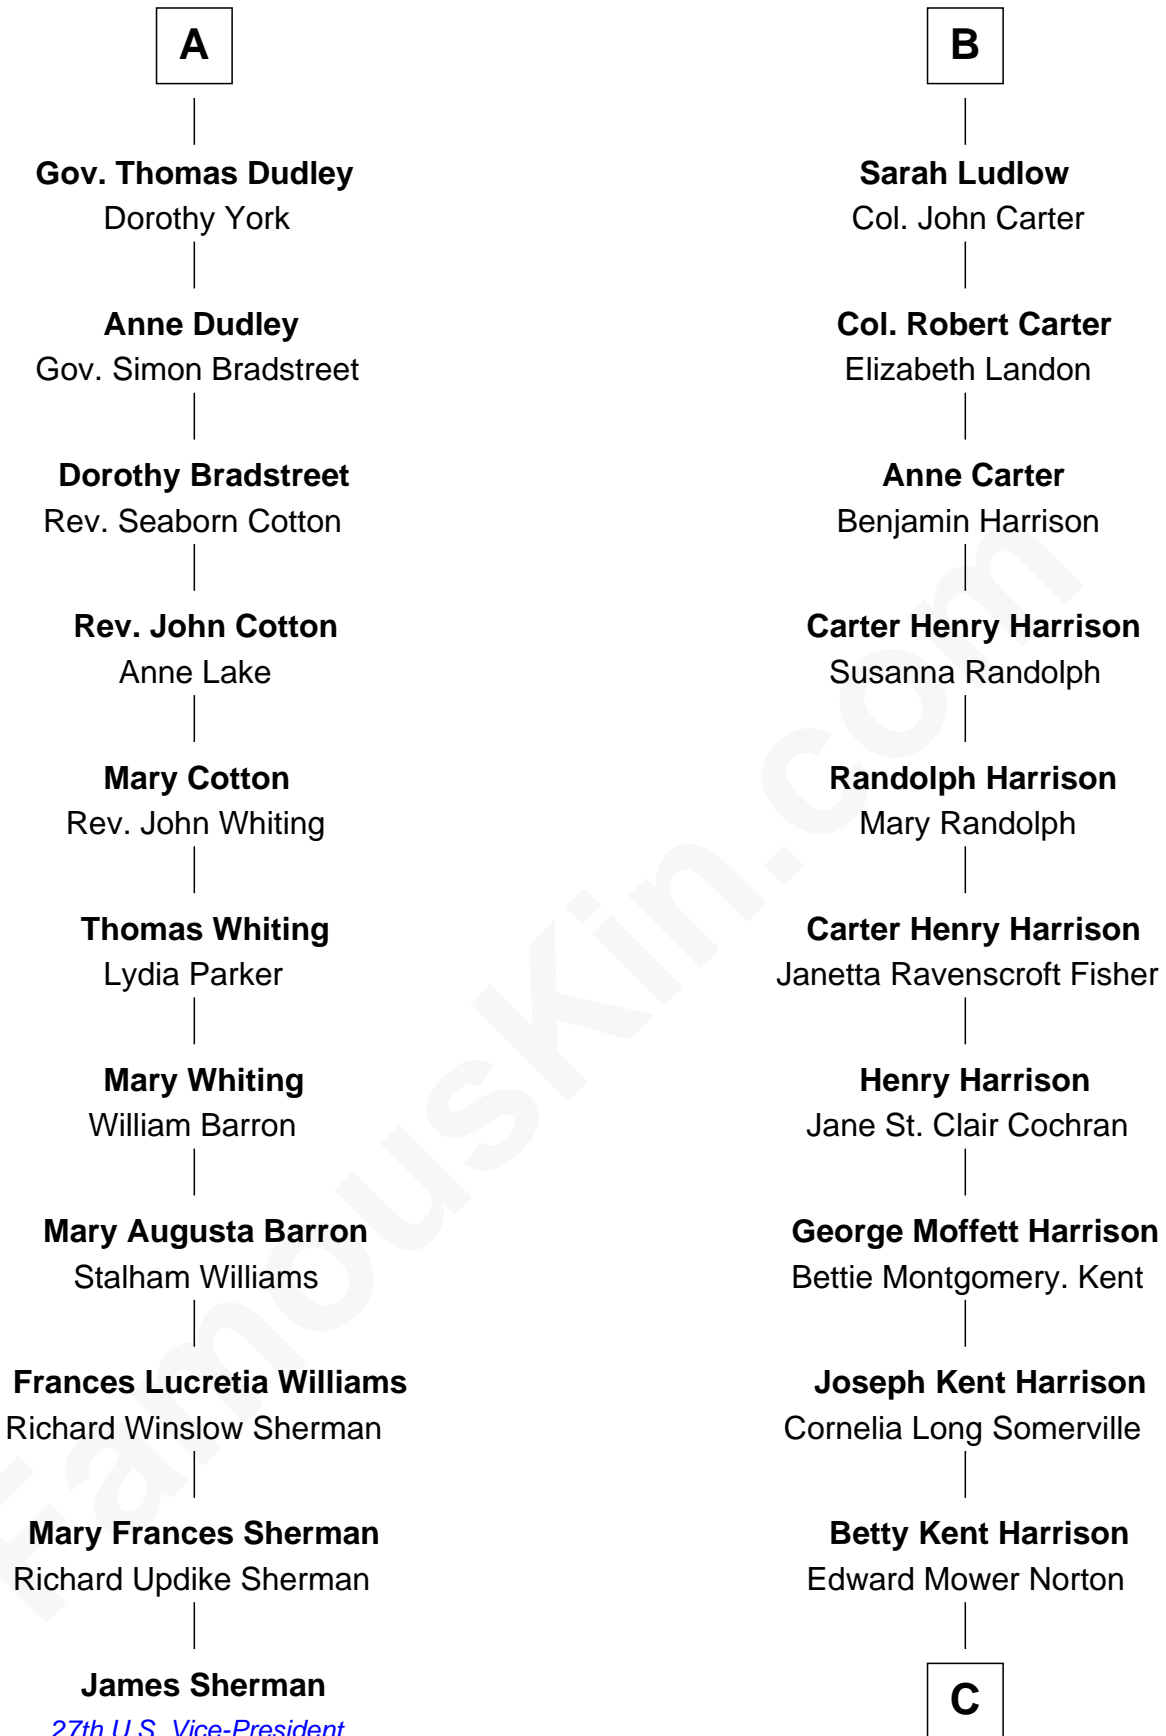 A
Gov. Thomas Dudley
Dorothy York
Anne Dudley
Gov. Simon Bradstreet
Dorothy Bradstreet
Rev. Seaborn Cotton
Rev. John Cotton
Anne Lake
Mary Cotton
Rev. John Whiting
Thomas Whiting
Lydia Parker
Mary Whiting
William Barron
Mary Augusta Barron
Stalham Williams
Frances Lucretia Williams
Richard Winslow Sherman
Mary Frances Sherman
Richard Updike Sherman
James Sherman
27th U.S. Vice-President
B
Sarah Ludlow
Col. John Carter
Col. Robert Carter
Elizabeth Landon
Anne Carter
Benjamin Harrison
Carter Henry Harrison
Susanna Randolph
Randolph Harrison
Mary Randolph
Carter Henry Harrison
Janetta Ravenscroft Fisher
Henry Harrison
Jane St. Clair Cochran
George Moffett Harrison
Bettie Montgomery. Kent
Joseph Kent Harrison
Cornelia Long Somerville
Betty Kent Harrison
Edward Mower Norton
C
FamousKin.com